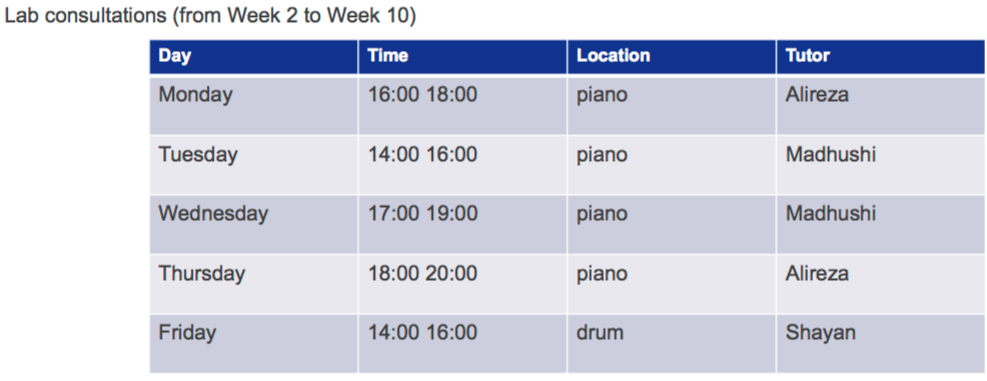 Lab consultations (from Week 2 to Week 10)
Day Time Location Tutor
Monday 16:00 18:00 piano Alireza
Tuesday 14:00 16:00 piano Madhushi
Wednesday 17:00 19:00 piano Madhushi
Thursday 18:00 20:00 piano Alireza
Friday 14:00 16:00 drum Shayan